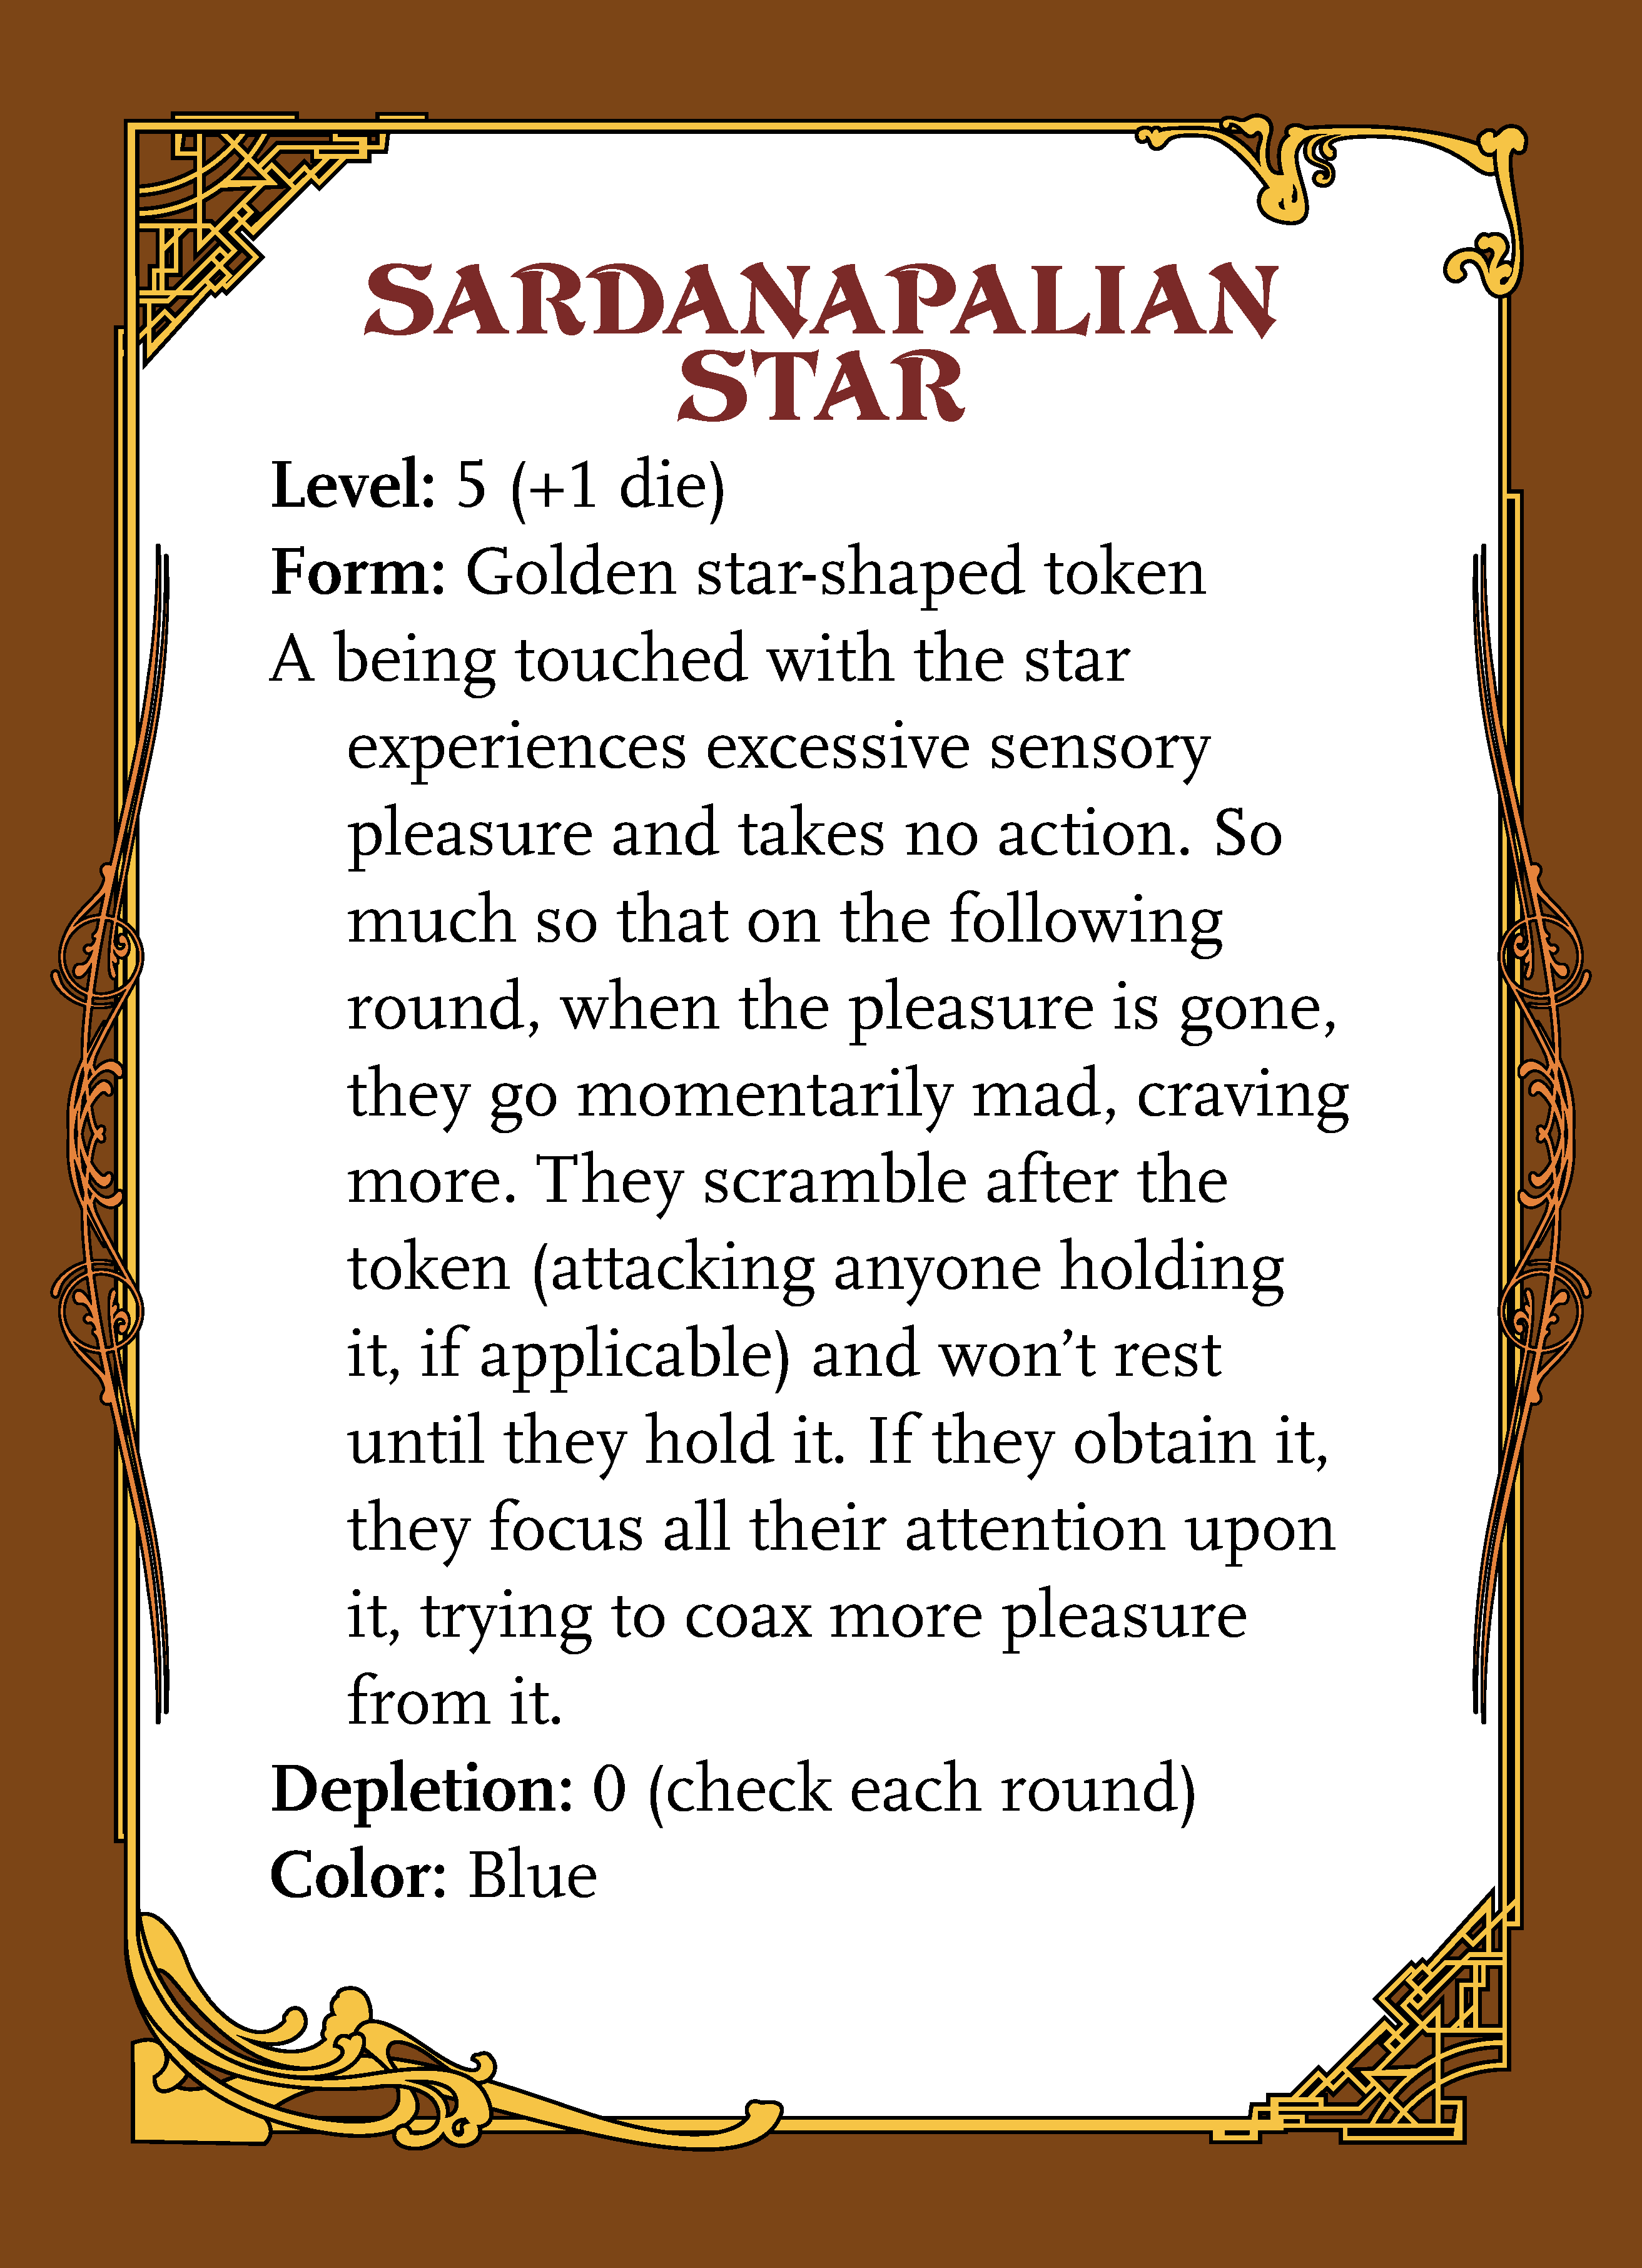 SARDANAPALIAN
STAR
Level: 5 (+1 die)
Form: Golden star-shaped token
A being touched with the star
experiences excessive sensory
pleasure and takes no action. So
much so that on the following
round, when the pleasure is gone,
they go momentarily mad, craving
more. They scramble after the
token (attacking anyone holding
it, if applicable) and won’t rest
until they hold it. If they obtain it,
they focus all their attention upon
it, trying to coax more pleasure
from it.
Depletion: 0 (check each round)
Color: Blue